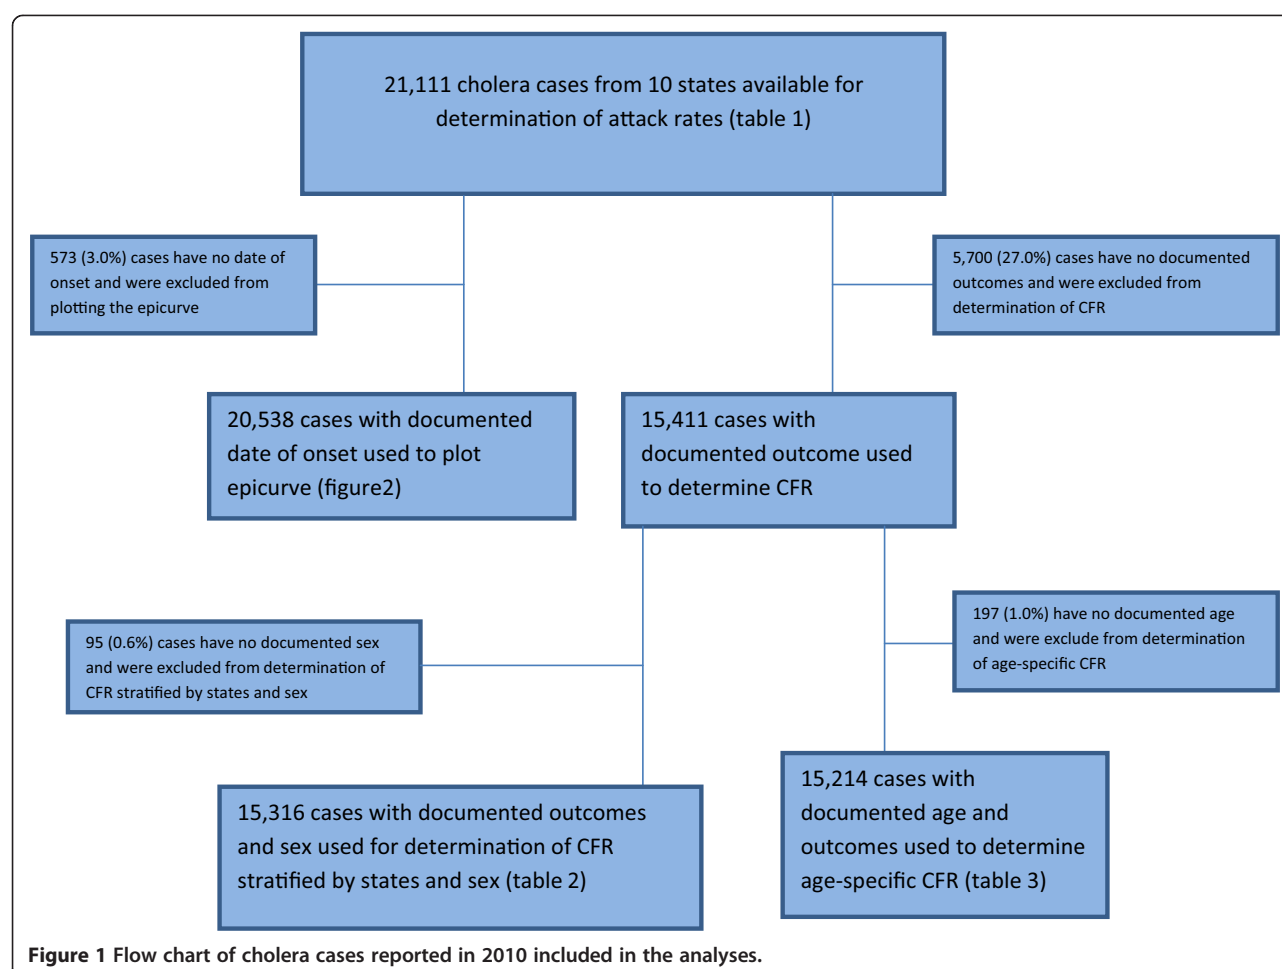 21,111 cholera cases from 10 states available for
determination of attack rates (table 1)
573 (3.0%) cases have no date of
onset and were excluded from
plotting the epicurve
5,700 (27.0%) cases have no documented
outcomes and were excluded from
determination of CFR
20,538 cases with documented
date of onset used to plot
epicurve (figure2)
15,411 cases with
documented outcome used
to determine CFR
95 (0.6%) cases have no documented sex
and were excluded from determination of
CFR stratified by states and sex
197 (1.0%) have no documented age
and were exclude from determination
of age-specific CFR
15,316 cases with documented outcomes
and sex used for determination of CFR
stratified by states and sex (table 2)
15,214 cases with
documented age and
outcomes used to determine
age-specific CFR (table 3)
Figure 1 Flow chart of cholera cases reported in 2010 included in the analyses.